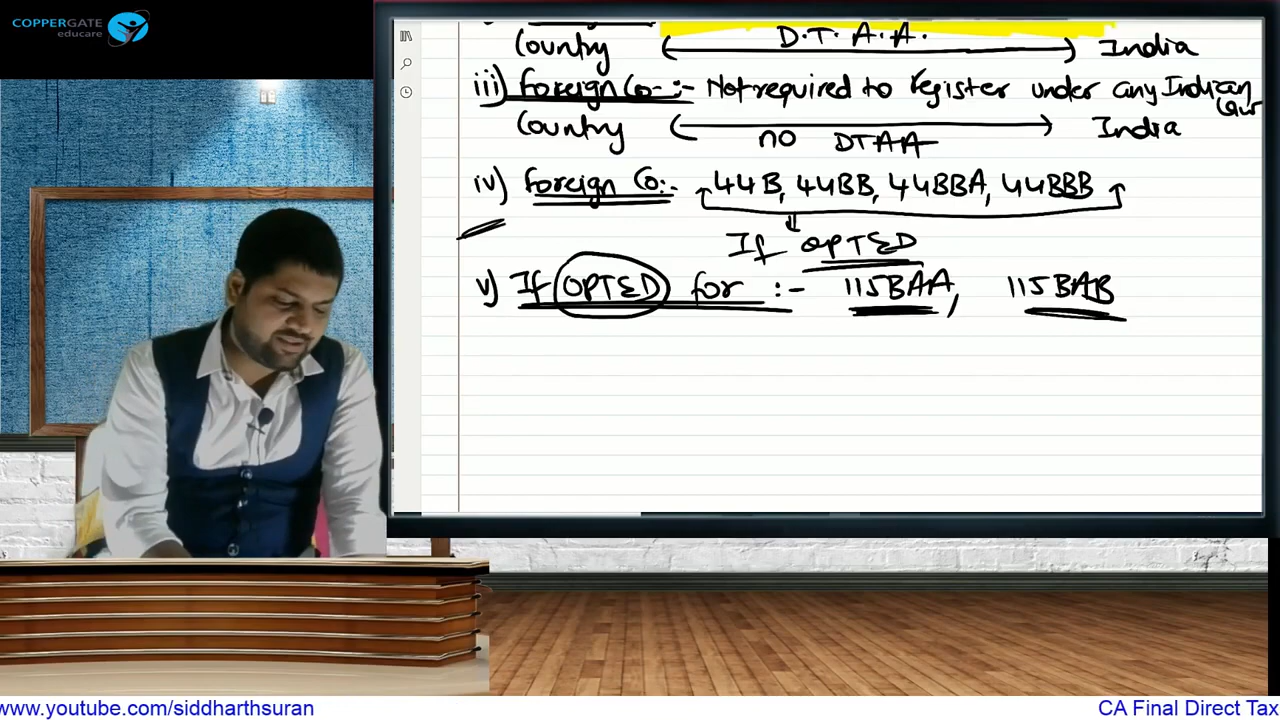 COPPERGATE
educare
D.T.A.A.
Country India
iii) Foreign Co :- Not required to register under any Indian Law
Country India
no DTAA
iv) Foreign Co:- 44B, 44BB, 44BBA, 44BBB
If OPTED
v) If OPTED for :- 115BAA, 115BAB
www.youtube.com/siddharthsuran
CA Final Direct Tax